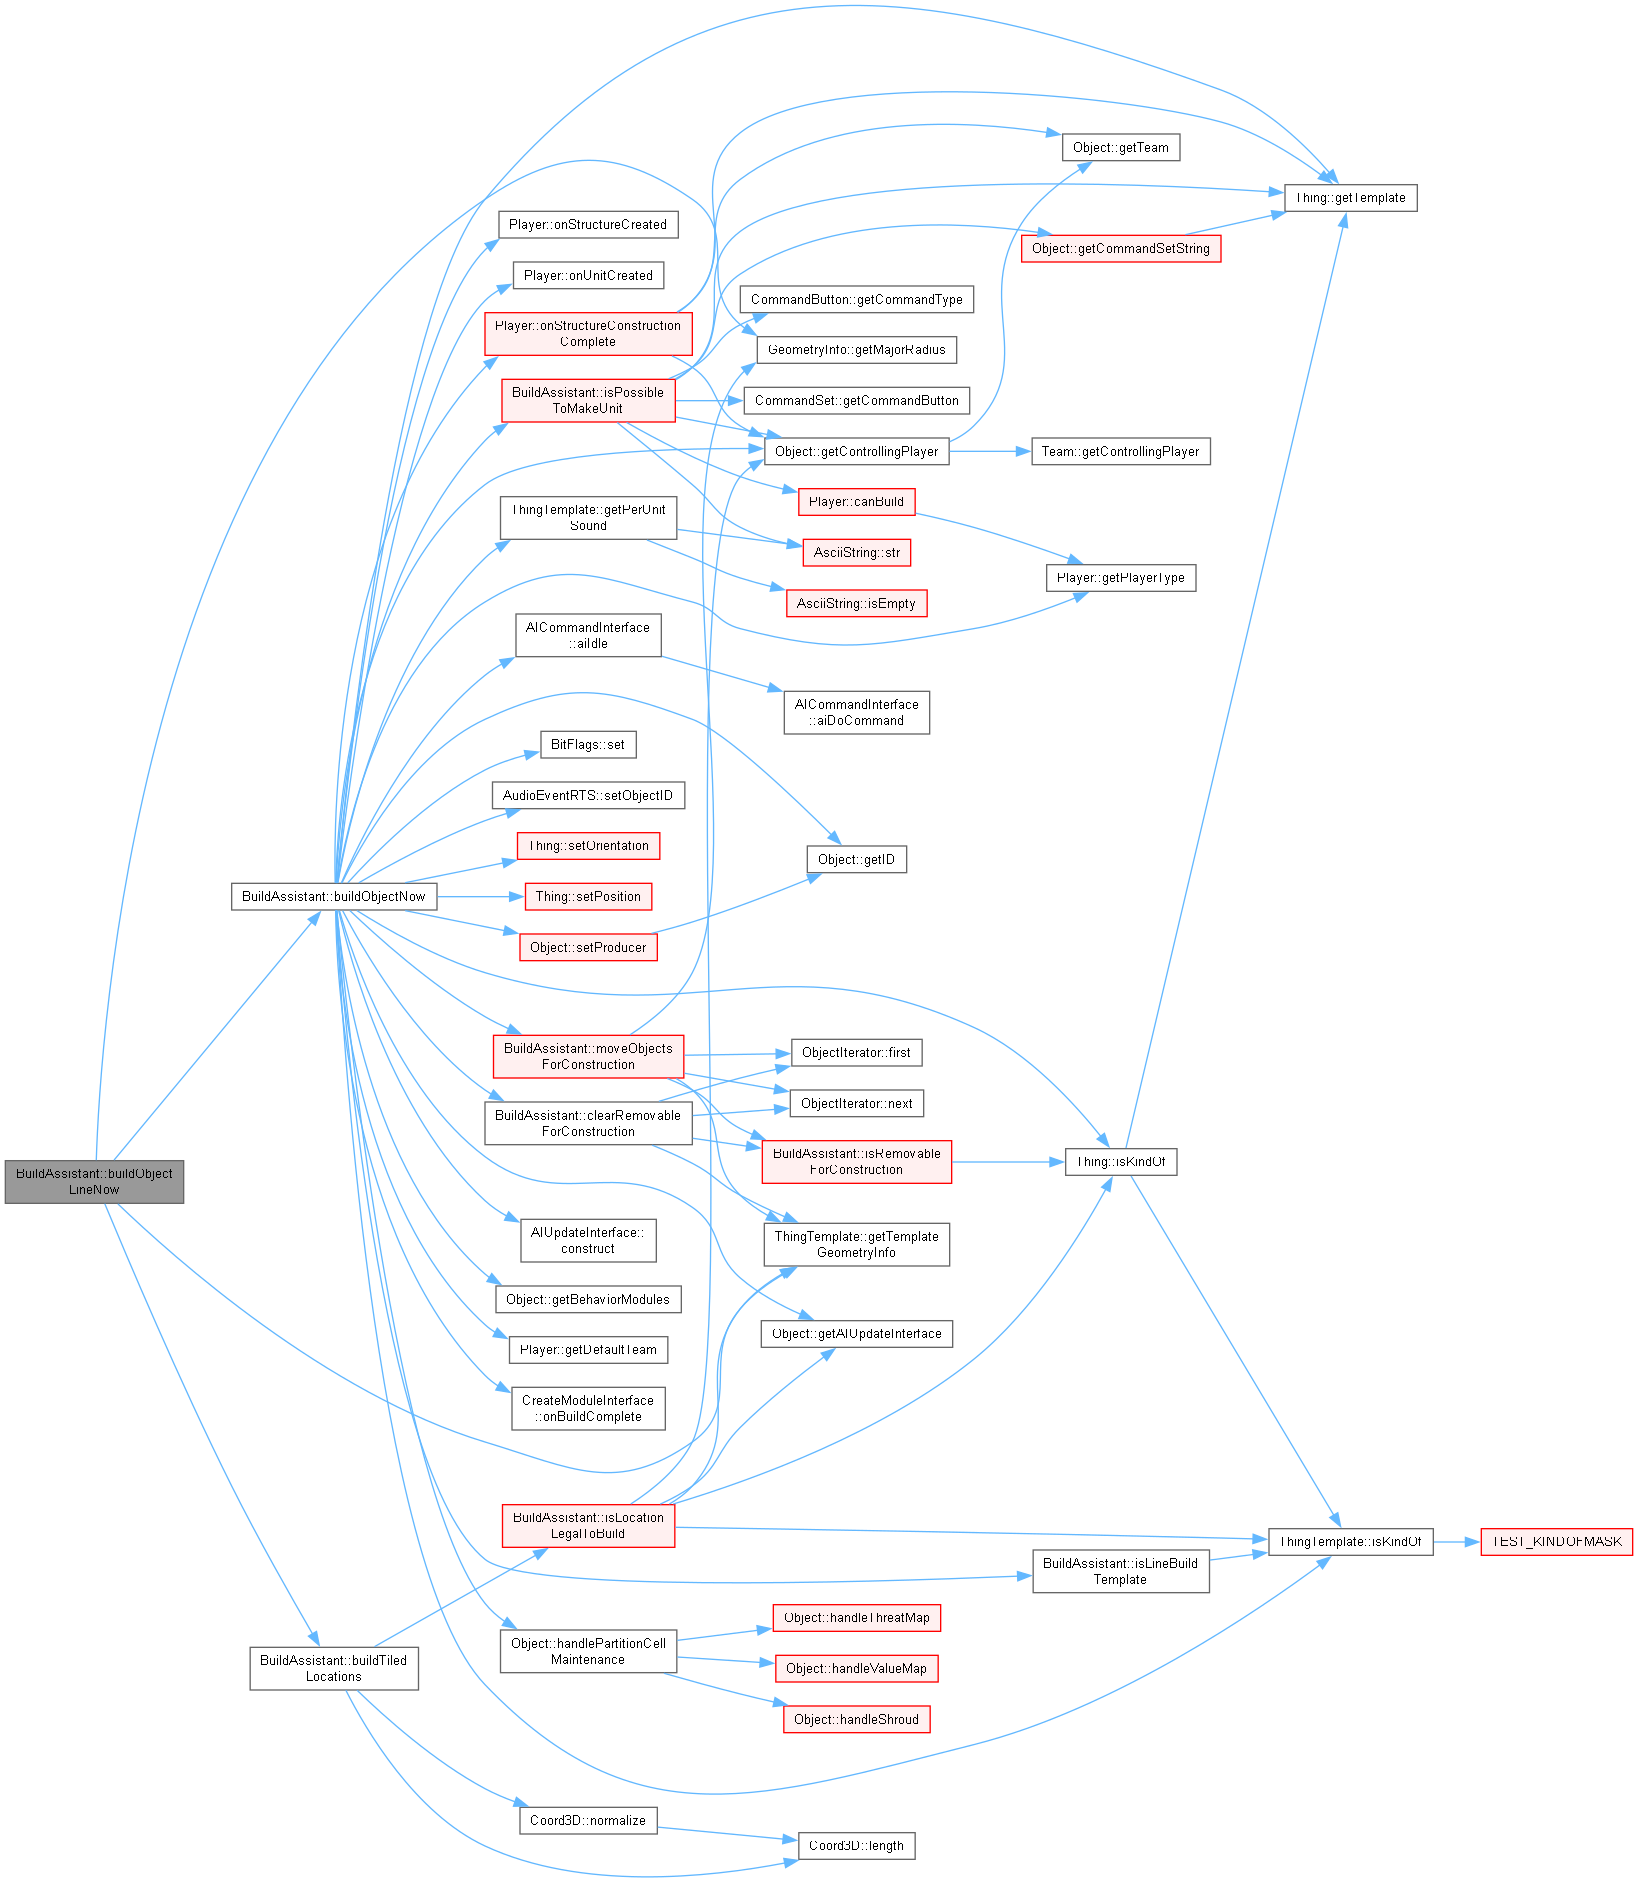 BuildAssistant::buildObject
LineNow
BuildAssistant::buildObjectNow
BuildAssistant::buildTiled
Locations
Player::onStructureCreated
Player::onUnitCreated
Player::onStructureConstruction
Complete
BuildAssistant::isPossible
ToMakeUnit
ThingTemplate::getPerUnit
Sound
AICommandInterface
::aiIdle
BitFlags::set
AudioEventRTS::setObjectID
Thing::setOrientation
Thing::setPosition
Object::setProducer
BuildAssistant::moveObjects
ForConstruction
BuildAssistant::clearRemovable
ForConstruction
AIUpdateInterface::
construct
Object::getBehaviorModules
Player::getDefaultTeam
CreateModuleInterface
::onBuildComplete
BuildAssistant::isLocation
LegalToBuild
Object::handlePartitionCell
Maintenance
Coord3D::normalize
CommandButton::getCommandType
GeometryInfo::getMajorRadius
CommandSet::getCommandButton
Object::getControllingPlayer
Player::canBuild
AsciiString::str
AsciiString::isEmpty
AICommandInterface
::aiDoCommand
Object::getID
ObjectIterator::first
ObjectIterator::next
BuildAssistant::isRemovable
ForConstruction
ThingTemplate::getTemplate
GeometryInfo
Object::getAIUpdateInterface
Object::handleThreatMap
Object::handleValueMap
Object::handleShroud
Coord3D::length
Object::getTeam
Object::getCommandSetString
Team::getControllingPlayer
Player::getPlayerType
Thing::isKindOf
BuildAssistant::isLineBuild
Template
Thing::getTemplate
ThingTemplate::isKindOf
TEST_KINDOFMASK